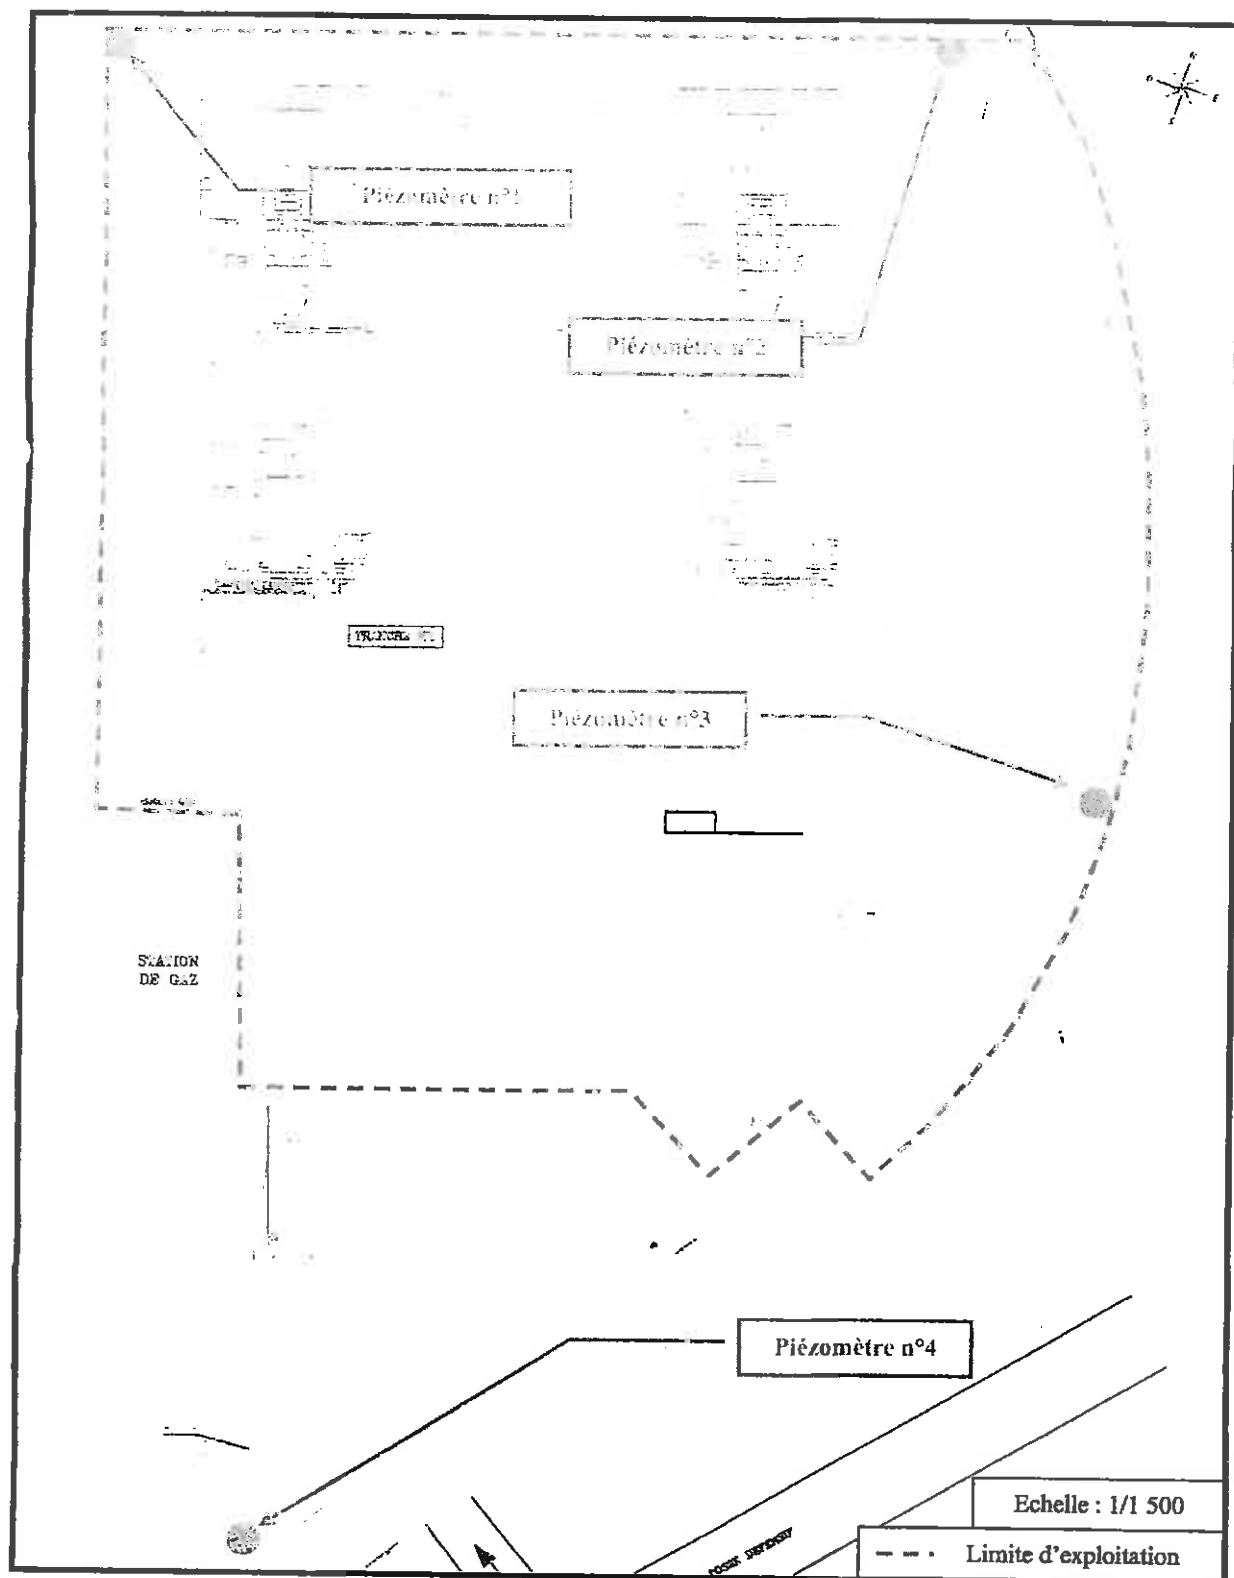 N
O
E
S
Piézomètre n°1
Piézomètre n°2
Piézomètre n°3
STATION
DE GAZ
Piézomètre n°4
Echelle : 1/1 500
Limite d'exploitation